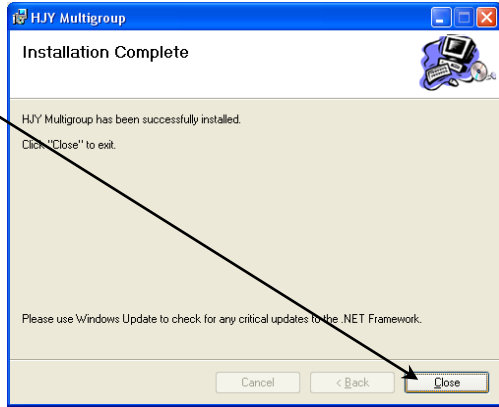 HJY Multigroup
Installation Complete
HJY Multigroup has been successfully installed.
Click "Close" to exit.
Please use Windows Update to check for any critical updates to the .NET Framework.
Cancel
< Back
Close